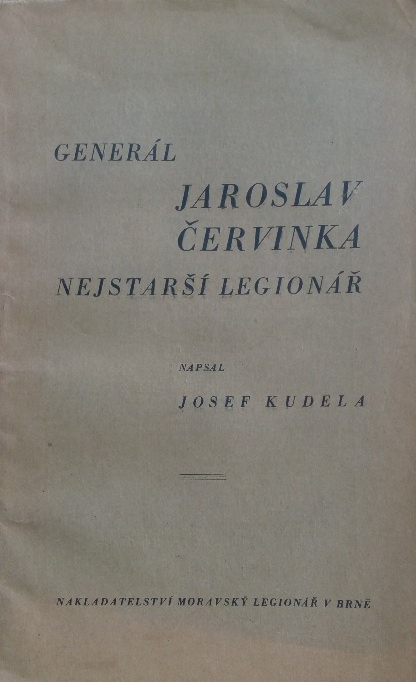 GENERÁL
JAROSLAV
ČERVINKA
NEJSTARŠÍ LEGIONÁŘ
NAPSAL
JOSEF KUDELA
NAKLADATELSTVÍ MORAVSKÝ LEGIONÁŘ V BRNĚ